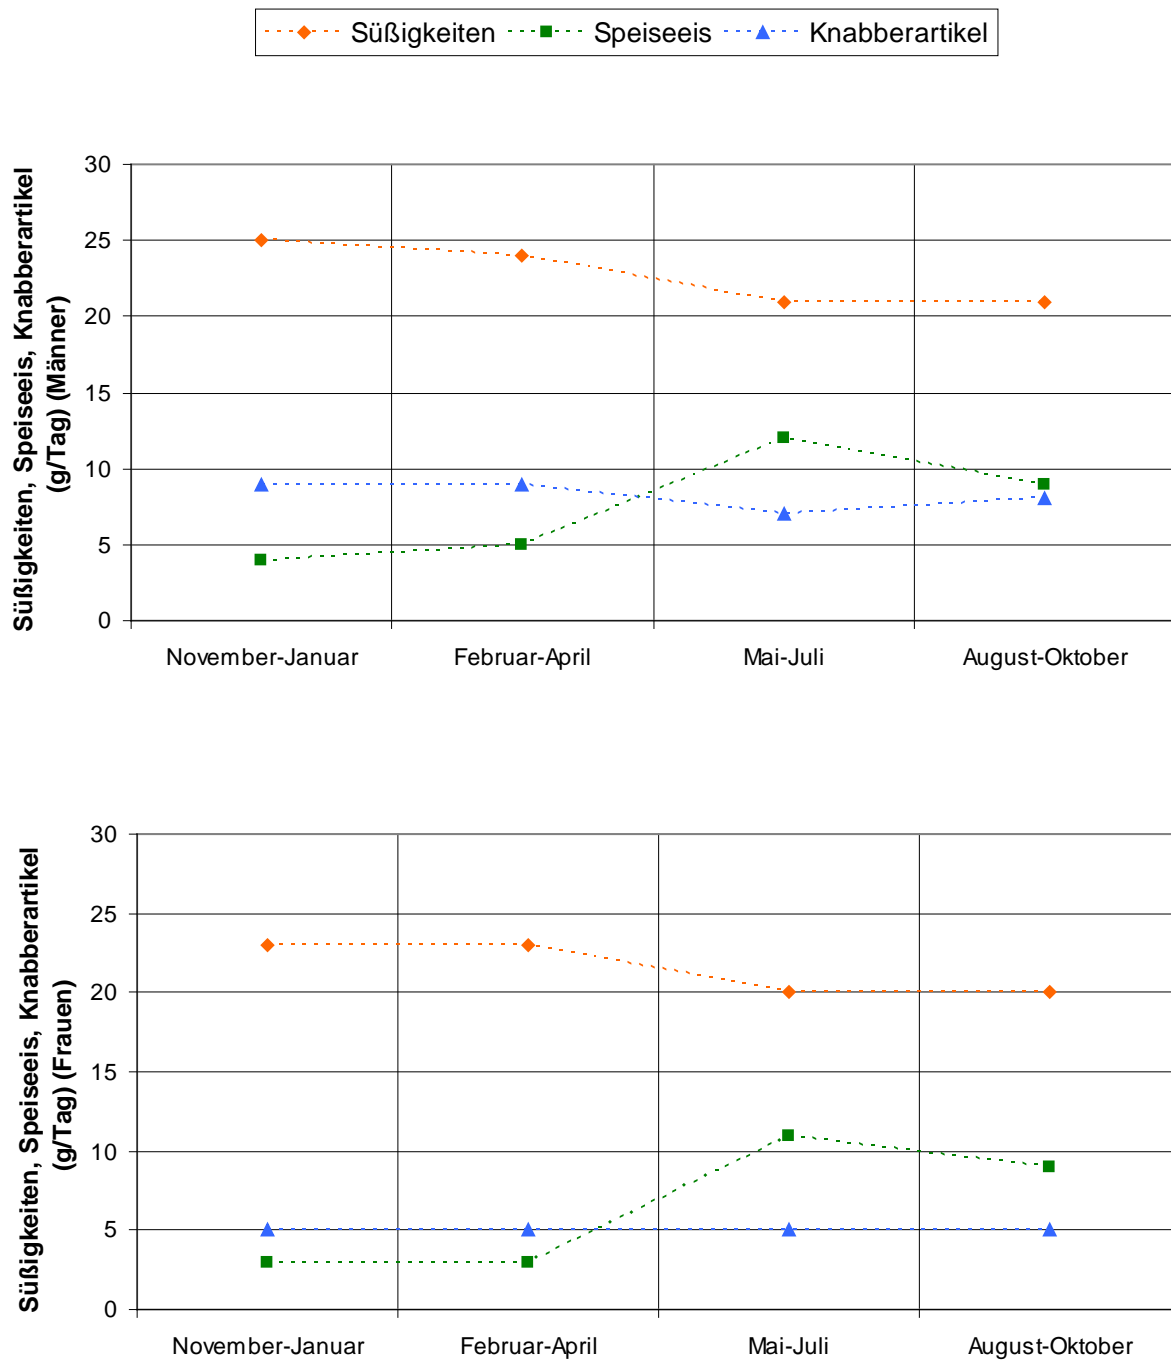 Süßigkeiten Speiseeis Knabberartikel
Süßigkeiten, Speiseeis, Knabberartikel
(g/Tag) (Männer)
30
25
20
15
10
5
0
November-Januar Februar-April Mai-Juli August-Oktober
Süßigkeiten, Speiseeis, Knabberartikel
(g/Tag) (Frauen)
30
25
20
15
10
5
0
November-Januar Februar-April Mai-Juli August-Oktober